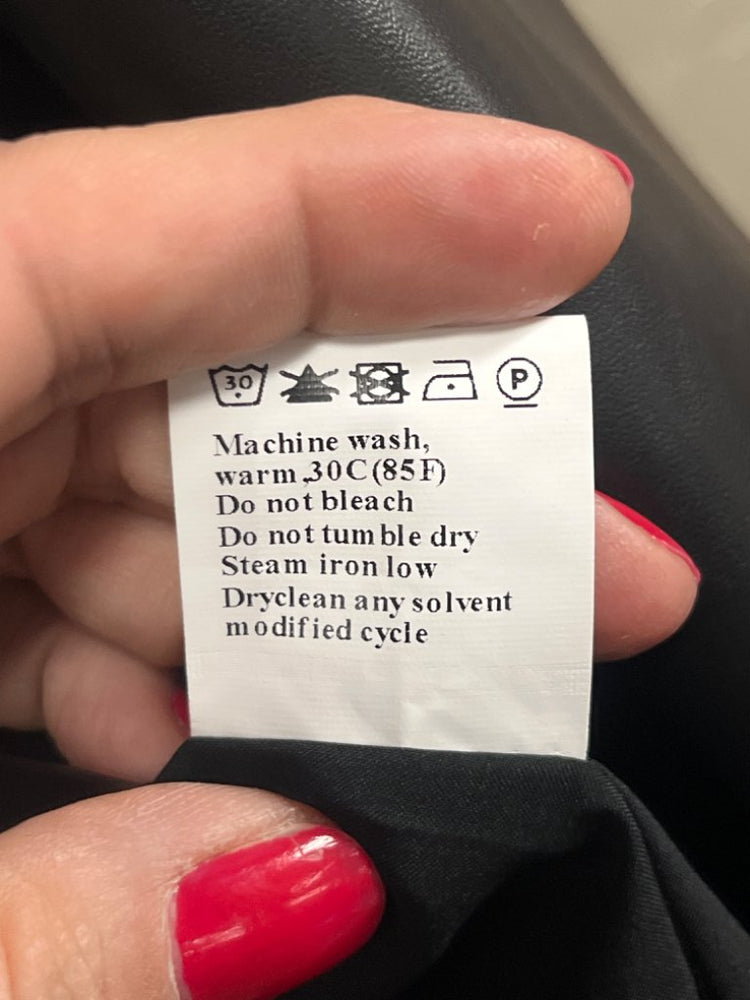 30
P
Machine wash,
warm,30C(85F)
Do not bleach
Do not tumble dry
Steam iron low
Dryclean any solvent
modified cycle